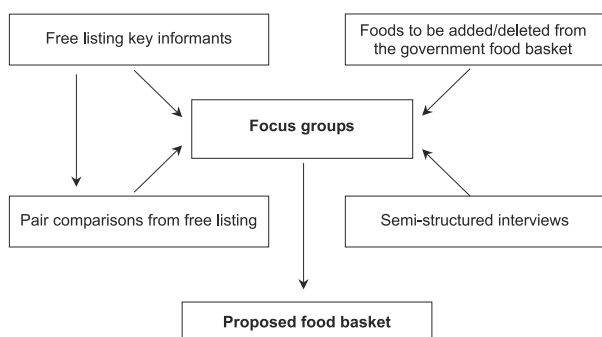 Free listing key informants
Foods to be added/deleted from
the government food basket
Focus groups
Pair comparisons from free listing
Semi-structured interviews
Proposed food basket